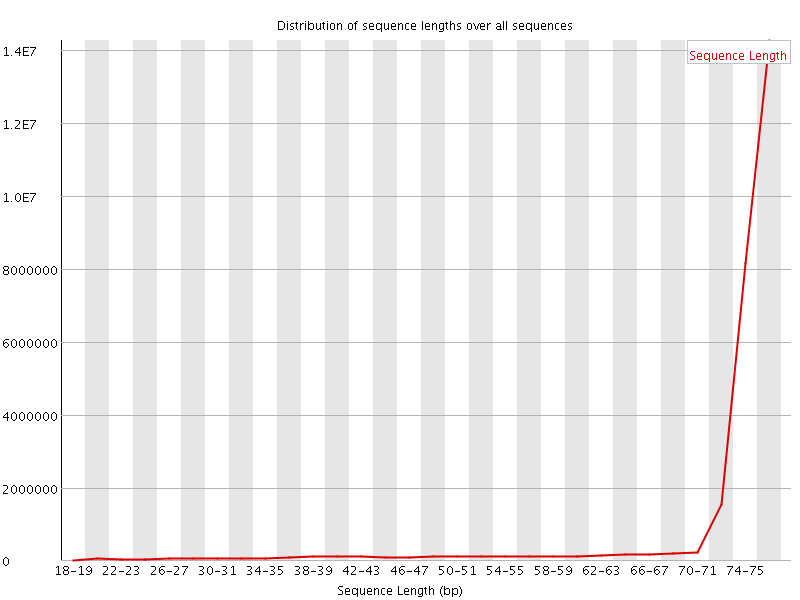 Distribution of sequence lengths over all sequences
1.4E7
Sequence Length
1.2E7
1.0E7
8000000
6000000
4000000
2000000
0
18-19 22-23 26-27 30-31 34-35 38-39 42-43 46-47 50-51 54-55 58-59 62-63 66-67 70-71 74-75
Sequence Length (bp)